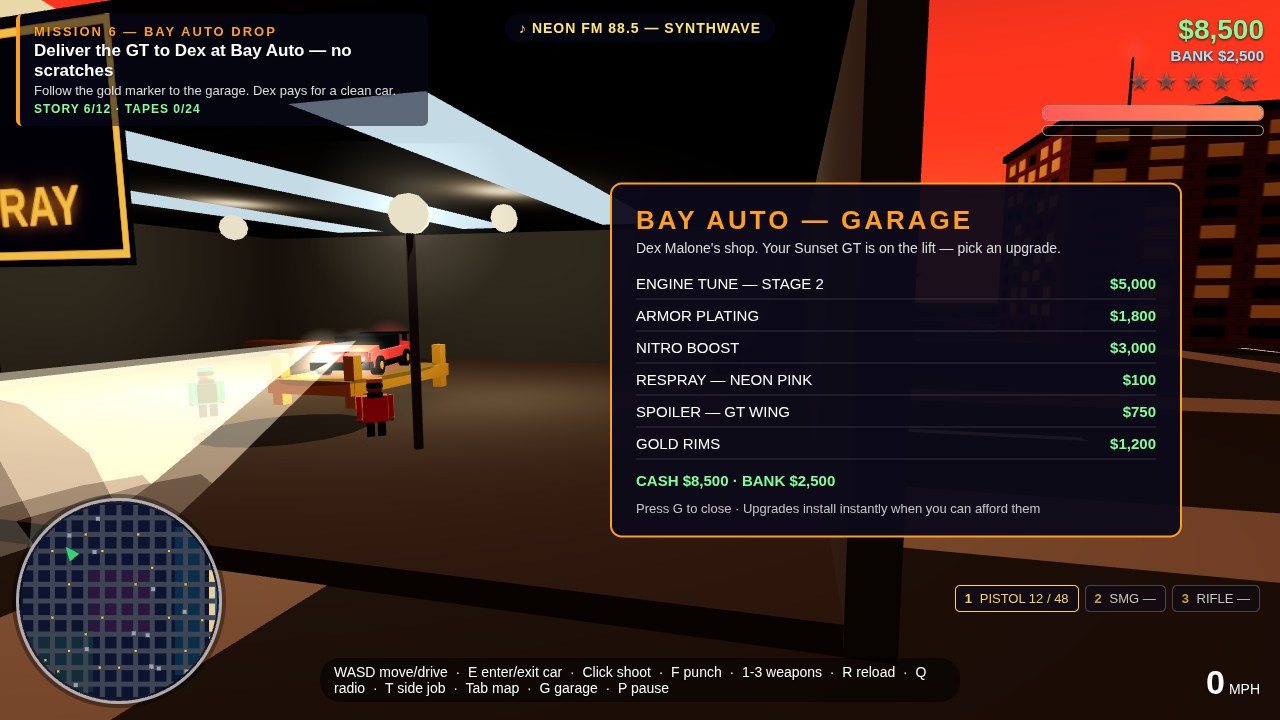 MISSION 6 — BAY AUTO DROP
Deliver the GT to Dex at Bay Auto — no
scratches
Follow the gold marker to the garage. Dex pays for a clean car.
STORY 6/12 · TAPES 0/24
♪ NEON FM 88.5 — SYNTHWAVE
$8,500
BANK $2,500
★★★★★
RAY
BAY AUTO — GARAGE
Dex Malone's shop. Your Sunset GT is on the lift — pick an upgrade.
ENGINE TUNE — STAGE 2 $5,000
ARMOR PLATING $1,800
NITRO BOOST $3,000
RESPRAY — NEON PINK $100
SPOILER — GT WING $750
GOLD RIMS $1,200
CASH $8,500 · BANK $2,500
Press G to close · Upgrades install instantly when you can afford them
1 PISTOL 12 / 48 2 SMG — 3 RIFLE —
WASD move/drive · E enter/exit car · Click shoot · F punch · 1-3 weapons · R reload · Q
radio · T side job · Tab map · G garage · P pause
0 MPH